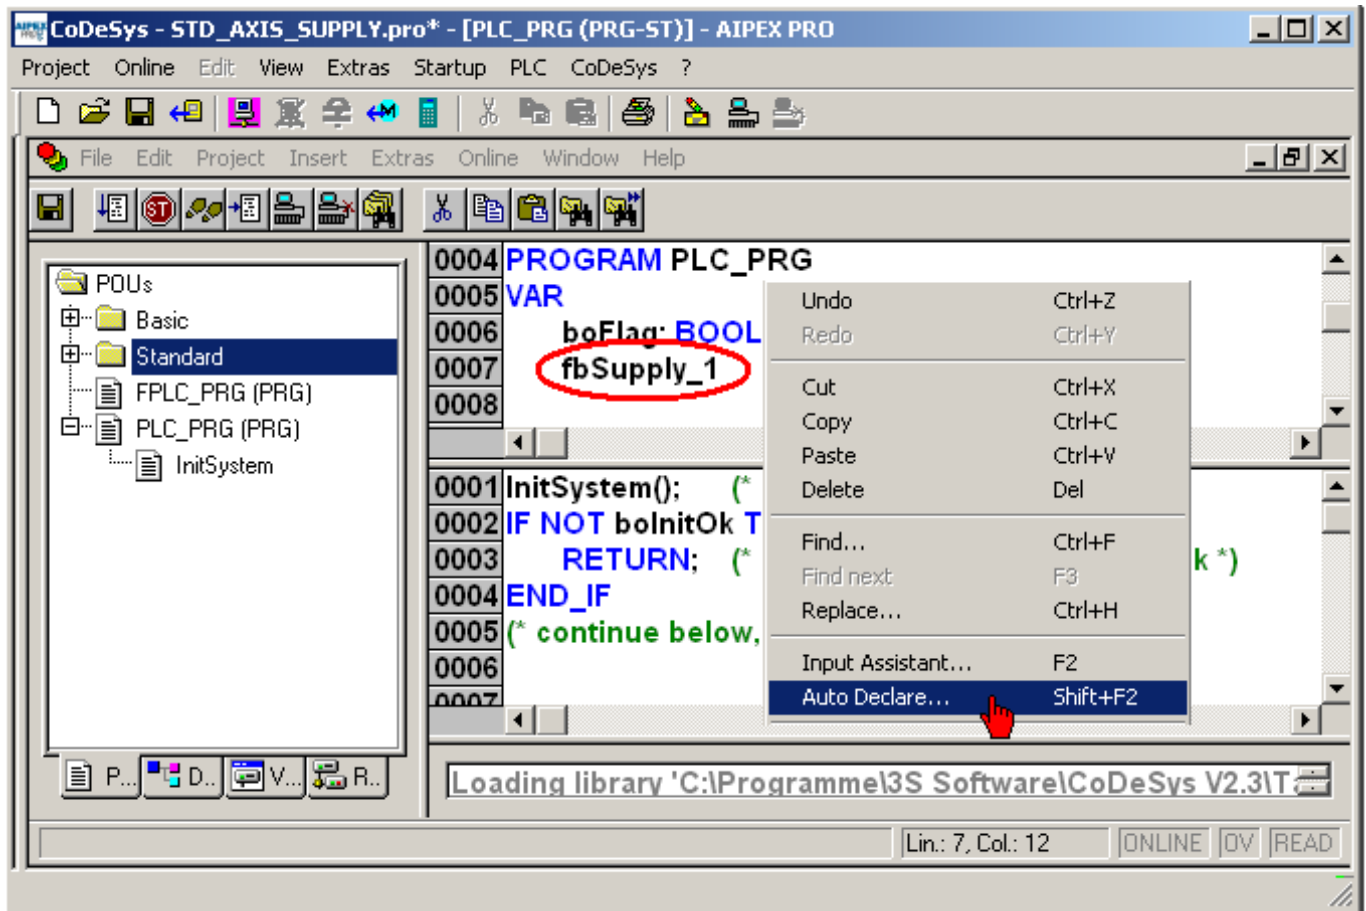 CoDeSys - STD_AXIS_SUPPLY.pro* - [PLC_PRG (PRG-ST)] - AIPEX PRO
Project Online Edit View Extras Startup PLC CoDeSys ?
File Edit Project Insert Extras Online Window Help
POUs
Basic
Standard
FPLC_PRG (PRG)
PLC_PRG (PRG)
InitSystem
P... D.. V... R..
0004 PROGRAM PLC_PRG
0005 VAR
0006 boFlag: BOOL
0007 fbSupply_1
0008
0001 InitSystem(); (*
0002 IF NOT boInitOk T
0003 RETURN; (* k *)
0004 END_IF
0005 (* continue below,
0006
0007
Undo Ctrl+Z
Redo Ctrl+Y
Cut Ctrl+X
Copy Ctrl+C
Paste Ctrl+V
Delete Del
Find... Ctrl+F
Find next F3
Replace... Ctrl+H
Input Assistant... F2
Auto Declare... Shift+F2
Loading library 'C:\Programme\3S Software\CoDeSys V2.3\T
Lin.: 7, Col.: 12 ONLINE OV READ